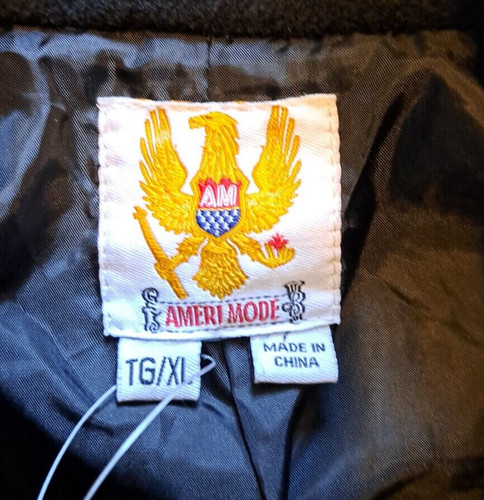 AM
AMERI MODE
TG/XL
MADE IN
CHINA